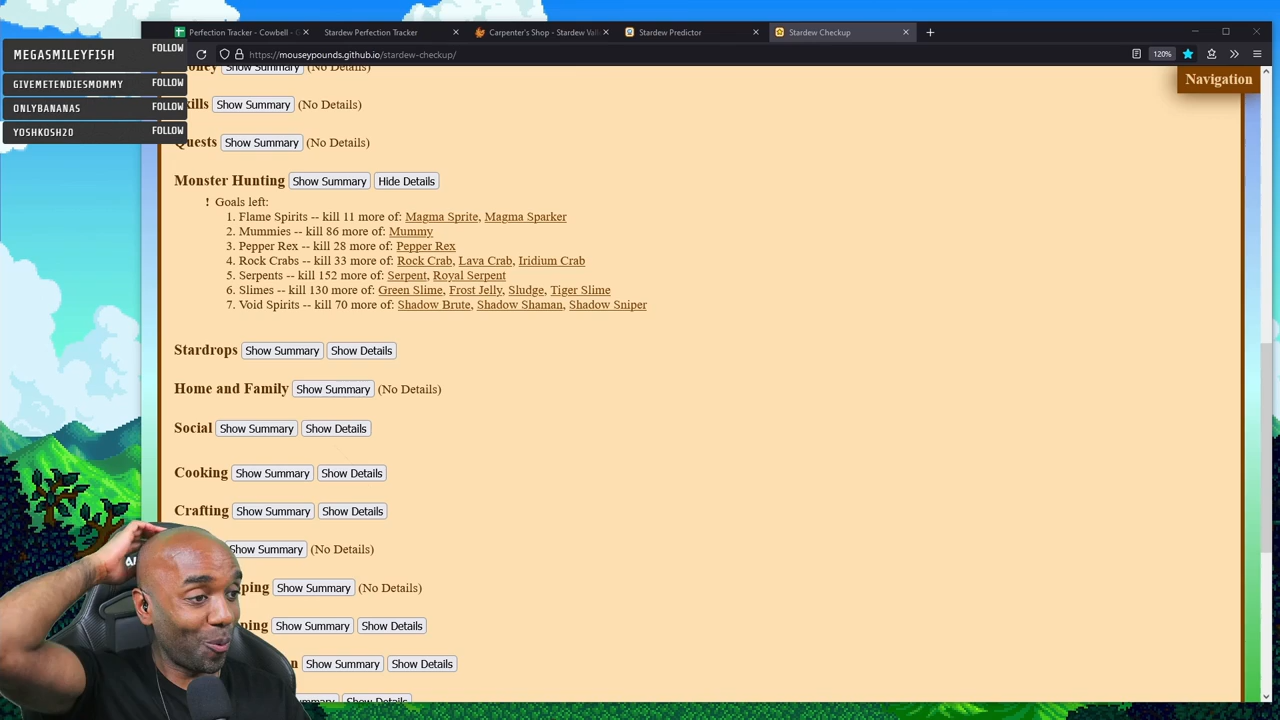 Perfection Tracker - Cowbell - G
Stardew Perfection Tracker
Carpenter's Shop - Stardew Vall
Stardew Predictor
Stardew Checkup
MEGASMILEYFISH FOLLOW
GIVEMETENDIESMOMMY FOLLOW
ONLYBANANAS FOLLOW
YOSHKOSH20 FOLLOW
https://mouseypounds.github.io/stardew-checkup/
120%
Navigation
Show Summary (No Details)
Show Summary (No Details)
Quests Show Summary (No Details)
Monster Hunting Show Summary Hide Details
! Goals left:
1. Flame Spirits -- kill 11 more of: Magma Sprite, Magma Sparker
2. Mummies -- kill 86 more of: Mummy
3. Pepper Rex -- kill 28 more of: Pepper Rex
4. Rock Crabs -- kill 33 more of: Rock Crab, Lava Crab, Iridium Crab
5. Serpents -- kill 152 more of: Serpent, Royal Serpent
6. Slimes -- kill 130 more of: Green Slime, Frost Jelly, Sludge, Tiger Slime
7. Void Spirits -- kill 70 more of: Shadow Brute, Shadow Shaman, Shadow Sniper
Stardrops Show Summary Show Details
Home and Family Show Summary (No Details)
Social Show Summary Show Details
Cooking Show Summary Show Details
Crafting Show Summary Show Details
Show Summary (No Details)
pping Show Summary (No Details)
ping Show Summary Show Details
n Show Summary Show Details
Show Details